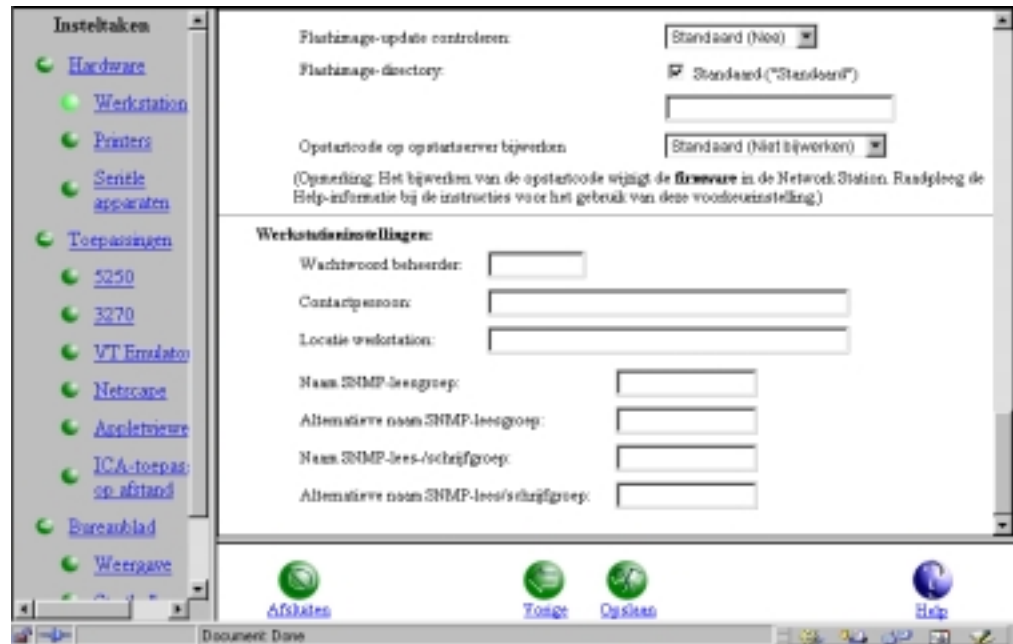 Insteltaken
Hardware
Werkstation
Printers
Seriële
apparaten
Toepassingen
5250
3270
VT Emulator
Netscape
Appletviewe
ICA-toepas
op afstand
Bureaublad
Weergave
Flashimage-update controleren:
Standaard (Nee)
Flashimage-directory:
Standaard ("Standaard")
Opstartcode op opstartserver bijwerken
Standaard (Niet bijwerken)
(Opmerking: Het bijwerken van de opstartcode wijzigt de firmware in de Network Station. Raadpleeg de
Help-informatie bij de instructies voor het gebruik van deze voorkeurinstelling.)
Werkstationinstellingen:
Wachtwoord beheerder:
Contactpersoon:
Locatie werkstation:
Naam SNMP-leesgroep:
Alternatieve naam SNMP-leesgroep:
Naam SNMP-lees-/schrijfgroep:
Alternatieve naam SNMP-lees/schrijfgroep:
Afsluiten
Vorige
Opslaan
Help
Document: Done